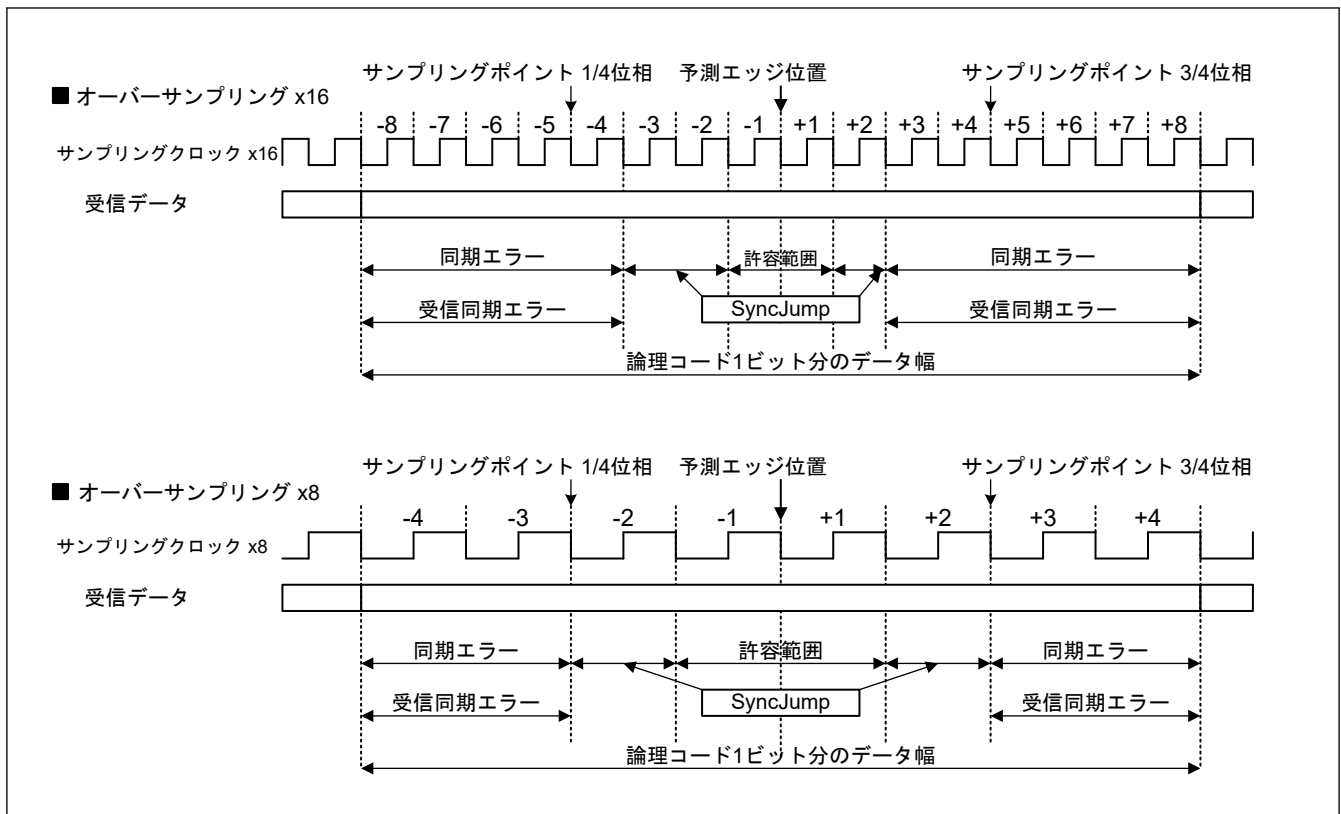 サンプリングポイント 1/4位相 予測エッジ位置 サンプリングポイント 3/4位相
■ オーバーサンプリング x16
-8 -7 -6 -5 -4 -3 -2 -1 +1 +2 +3 +4 +5 +6 +7 +8
サンプリングクロック x16
受信データ
同期エラー 許容範囲 同期エラー
受信同期エラー SyncJump 受信同期エラー
論理コード1ビット分のデータ幅
サンプリングポイント 1/4位相 予測エッジ位置 サンプリングポイント 3/4位相
■ オーバーサンプリング x8
-4 -3 -2 -1 +1 +2 +3 +4
サンプリングクロック x8
受信データ
同期エラー 許容範囲 同期エラー
受信同期エラー SyncJump 受信同期エラー
論理コード1ビット分のデータ幅